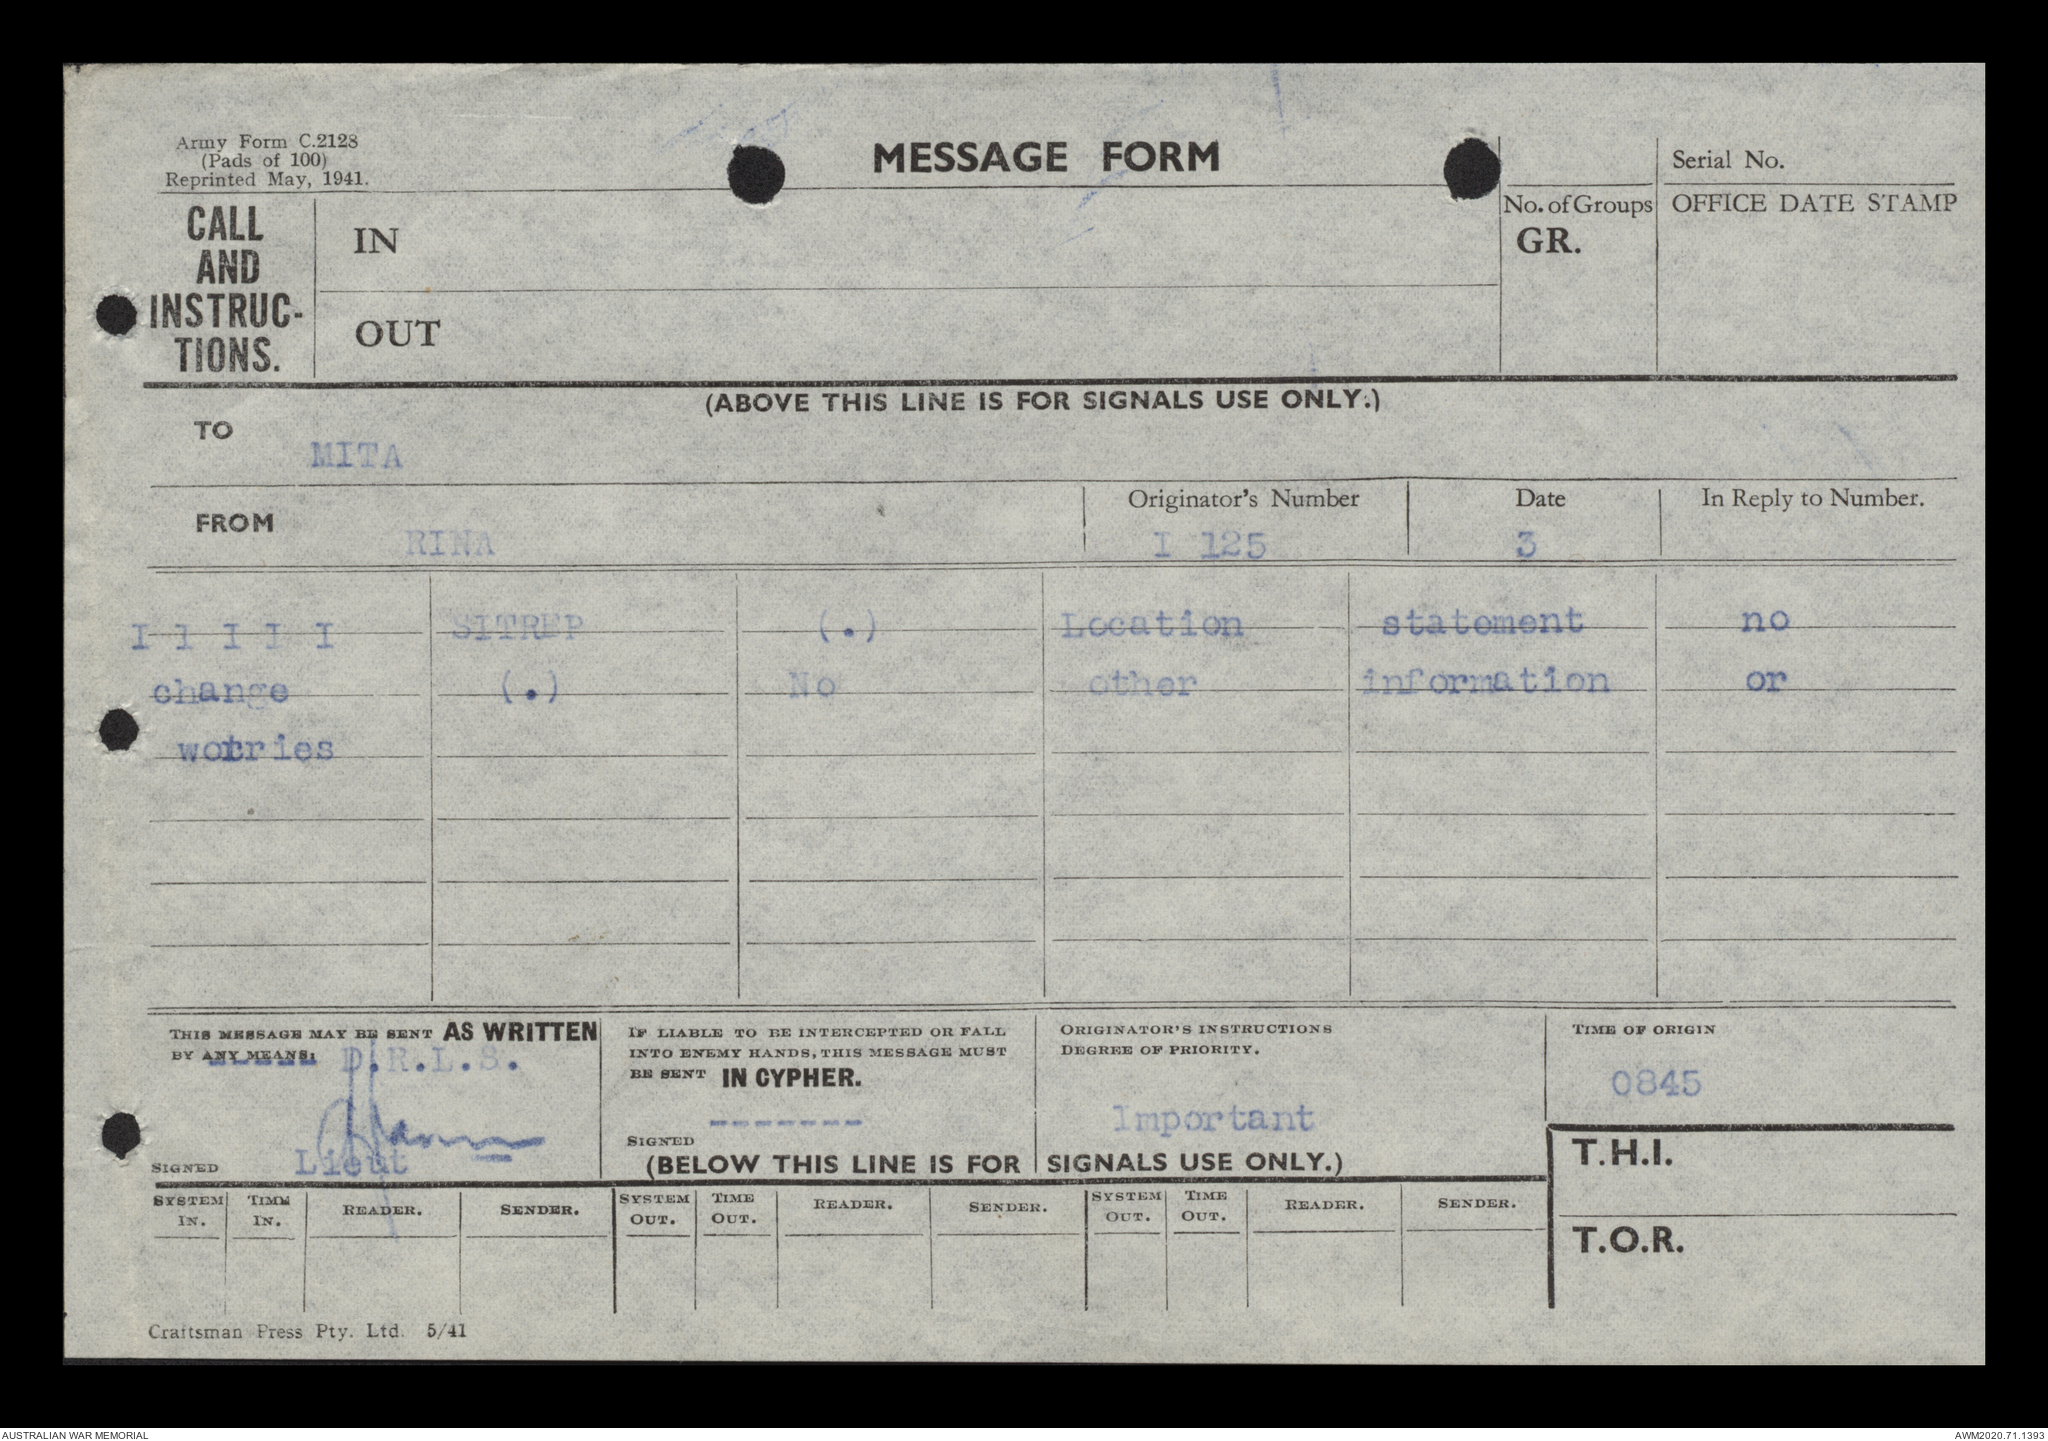 Army Form C.2128
(Pads of 100)
Reprinted May, 1941.
MESSAGE FORM
Serial No.
CALL AND INSTRUC-TIONS.
IN
No. of Groups
GR.
OFFICE DATE STAMP
OUT
(ABOVE THIS LINE IS FOR SIGNALS USE ONLY.)
TO
MITA
FROM
RINA
Originator's Number
I 125
Date
3
In Reply to Number.
I 1 I I I SITREP (.) Location statement no
change (.) No other information or
worries
THIS MESSAGE MAY BE SENT AS WRITTEN
BY ANY MEANS: D.R.L.S.
SIGNED
Lieut
IF LIABLE TO BE INTERCEPTED OR FALL
INTO ENEMY HANDS, THIS MESSAGE MUST
BE SENT IN CYPHER.
-------
SIGNED
ORIGINATOR'S INSTRUCTIONS
DEGREE OF PRIORITY.
Important
TIME OF ORIGIN
0845
(BELOW THIS LINE IS FOR SIGNALS USE ONLY.)
T.H.I.
SYSTEM IN. TIME IN. READER. SENDER. SYSTEM OUT. TIME OUT. READER. SENDER. SYSTEM OUT. TIME OUT. READER. SENDER.
T.O.R.
Craftsman Press Pty. Ltd. 5/41
AUSTRALIAN WAR MEMORIAL
AWM2020.71.1393